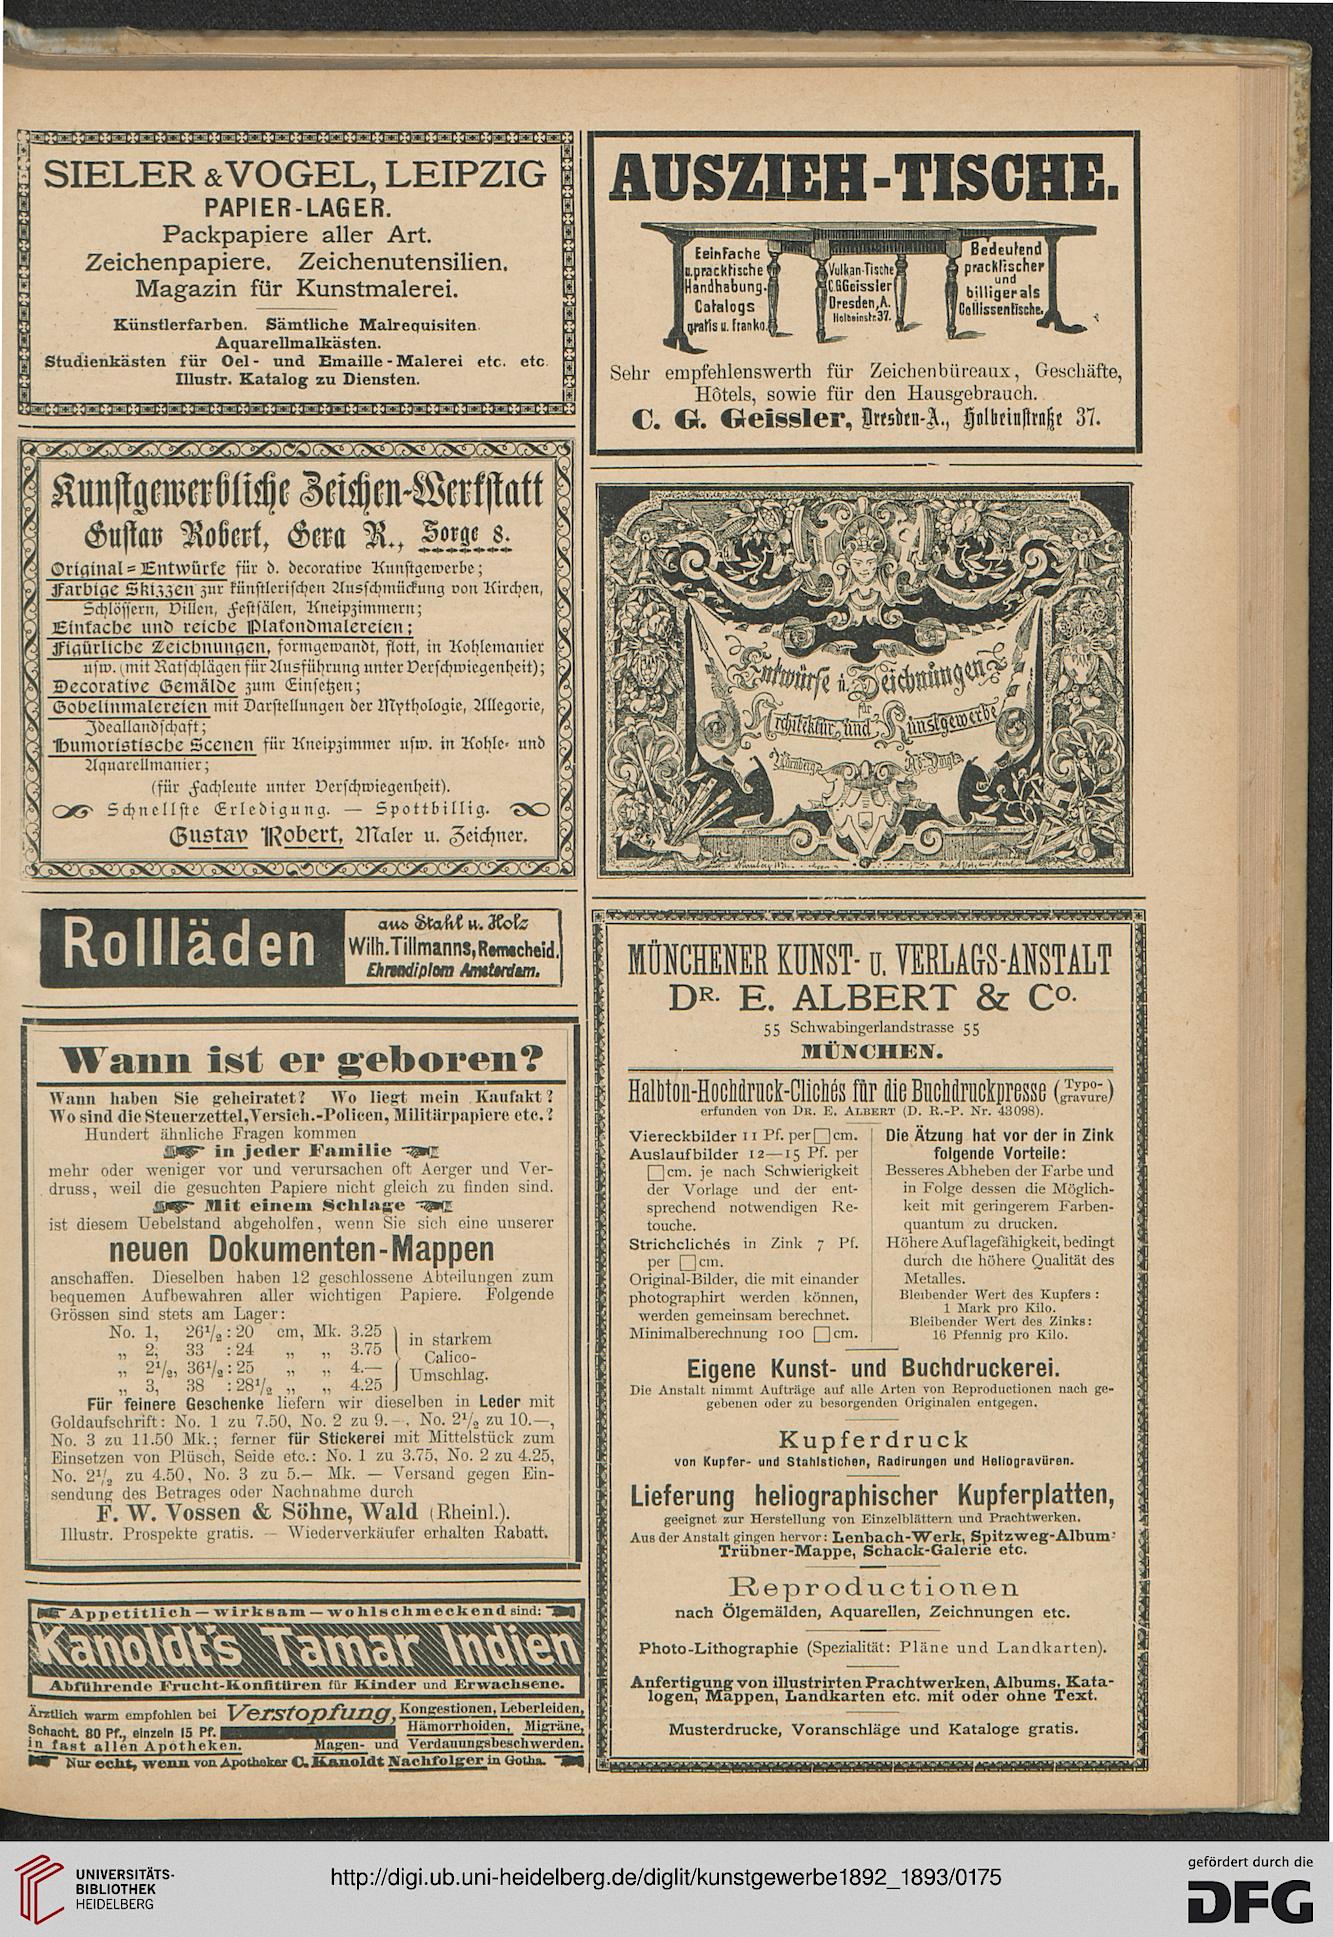 SIELER & VOGEL, LEIPZIG
PAPIER-LAGER.
Packpapiere aller Art.
Zeichenpapiere. Zeichenutensilien.
Magazin für Kunstmalerei.
Künstlerfarben. Sämtliche Malrequisiten.
Aquarellmalkästen.
Studienkästen für Oel- und Emaille-Malerei etc. etc.
Illustr. Katalog zu Diensten.
Kunstgewerbliche Zeichen-Werkstatt
Gustav Robert, Gera R., Sorge 8.
Original-Entwürfe für d. decorative Kunstgewerbe;
Farbige Skizzen zur künstlerischen Ausschmückung von Kirchen,
Schlössern, Villen, Festsälen, Kneipzimmern;
Einfache und reiche Plafondmalereien;
Figürliche Zeichnungen, formgewandt, flott, in Kohlemanier
usw. (mit Ratschlägen für Ausführung unter Verschwiegenheit);
Decorative Gemälde zum Einsetzen;
Gobelinmalereien mit Darstellungen der Mythologie, Allegorie,
Ideallandschaft;
Humoristische Scenen für Kneipzimmer usw. in Kohle- und
Aquarellmanier;
(für Fachleute unter Verschwiegenheit).
Schnellste Erledigung. — Spottbillig.
Gustav Robert, Maler u. Zeichner.
Rollläden
aus Stahl u. Holz
Wilh. Tillmanns, Remscheid.
Ehrendiplom Amsterdam.
Wann ist er geboren?
Wann haben Sie geheiratet? Wo liegt mein Kaufakt?
Wo sind die Steuerzettel, Versich.-Policen, Militärpapiere etc.?
Hundert ähnliche Fragen kommen
in jeder Familie
mehr oder weniger vor und verursachen oft Aerger und Ver-
druss, weil die gesuchten Papiere nicht gleich zu finden sind.
Mit einem Schlage
ist diesem Uebelstand abgeholfen, wenn Sie sich eine unserer
neuen Dokumenten-Mappen
anschaffen. Dieselben haben 12 geschlossene Abteilungen zum
bequemen Aufbewahren aller wichtigen Papiere. Folgende
Grössen sind stets am Lager:
No. 1, 26½ : 20 cm, Mk. 3.25
„ 2, 33 : 24 „ „ 3.75
„ 2½, 36½ : 25 „ „ 4.—
„ 3, 38 : 28½ „ „ 4.25
in starkem
Calico-
Umschlag.
Für feinere Geschenke liefern wir dieselben in Leder mit
Goldaufschrift: No. 1 zu 7.50, No. 2 zu 9.—, No. 2½ zu 10.—,
No. 3 zu 11.50 Mk.; ferner für Stickerei mit Mittelstück zum
Einsetzen von Plüsch, Seide etc.: No. 1 zu 3.75, No. 2 zu 4.25,
No. 2½ zu 4.50, No. 3 zu 5.— Mk. — Versand gegen Ein-
sendung des Betrages oder Nachnahme durch
F. W. Vossen & Söhne, Wald (Rheinl.).
Illustr. Prospekte gratis. — Wiederverkäufer erhalten Rabatt.
Appetitlich — wirksam — wohlschmeckend sind:
Kanoldt's Tamar Indien
Abführende Frucht-Konfitüren für Kinder und Erwachsene.
Ärztlich warm empfohlen bei Verstopfung, Kongestionen, Leberleiden,
Schacht. 80 Pf., einzeln 15 Pf. Hämorrhoiden, Migräne,
in fast allen Apotheken. Magen- und Verdauungsbeschwerden.
Nur echt, wenn von Apotheker C. Kanoldt Nachfolger in Gotha.
AUSZIEH-TISCHE.
Eeinfache
u.pracktische
Handhabung.
Catalogs
gratis u. franko.
Vulkan-Tische
C.G.Geissler
Dresden,A.
Holbeinstr.37.
Bedeutend
pracktischer
und
billiger als
Collissentische.
Sehr empfehlenswerth für Zeichenbüreaux, Geschäfte,
Hôtels, sowie für den Hausgebrauch.
C. G. Geissler, Dresden-A., Holbeinstraße 37.
Entwürfe u. Zeichnungen
für
Architektur und Kunstgewerbe
Nürnberg
MÜNCHENER KUNST- U. VERLAGS-ANSTALT
DR. E. ALBERT & CO.
55 Schwabingerlandstrasse 55
MÜNCHEN.
Halbton-Hochdruck-Clichés für die Buchdruckpresse (Typo-gravure)
erfunden von DR. E. ALBERT (D. R.-P. Nr. 43098).
Viereckbilder 11 Pf. per □ cm.
Auslaufbilder 12—15 Pf. per
□ cm. je nach Schwierigkeit
der Vorlage und der ent-
sprechend notwendigen Re-
touche.
Strichclichés in Zink 7 Pf.
per □ cm.
Original-Bilder, die mit einander
photographirt werden können,
werden gemeinsam berechnet.
Minimalberechnung 100 □ cm.
Die Ätzung hat vor der in Zink
folgende Vorteile:
Besseres Abheben der Farbe und
in Folge dessen die Möglich-
keit mit geringerem Farben-
quantum zu drucken.
Höhere Auflagefähigkeit, bedingt
durch die höhere Qualität des
Metalles.
Bleibender Wert des Kupfers:
1 Mark pro Kilo.
Bleibender Wert des Zinks:
16 Pfennig pro Kilo.
Eigene Kunst- und Buchdruckerei.
Die Anstalt nimmt Aufträge auf alle Arten von Reproductionen nach ge-
gebenen oder zu besorgenden Originalen entgegen.
Kupferdruck
von Kupfer- und Stahlstichen, Radirungen und Heliogravüren.
Lieferung heliographischer Kupferplatten,
geeignet zur Herstellung von Einzelblättern und Prachtwerken.
Aus der Anstalt gingen hervor: Lenbach-Werk, Spitzweg-Album
Trübner-Mappe, Schack-Galerie etc.
Reproductionen
nach Ölgemälden, Aquarellen, Zeichnungen etc.
Photo-Lithographie (Spezialität: Pläne und Landkarten).
Anfertigung von illustrirten Prachtwerken, Albums, Kata-
logen, Mappen, Landkarten etc. mit oder ohne Text.
Musterdrucke, Voranschläge und Kataloge gratis.
UNIVERSITÄTS-
BIBLIOTHEK
HEIDELBERG
http://digi.ub.uni-heidelberg.de/diglit/kunstgewerbe1892_1893/0175
gefördert durch die
DFG